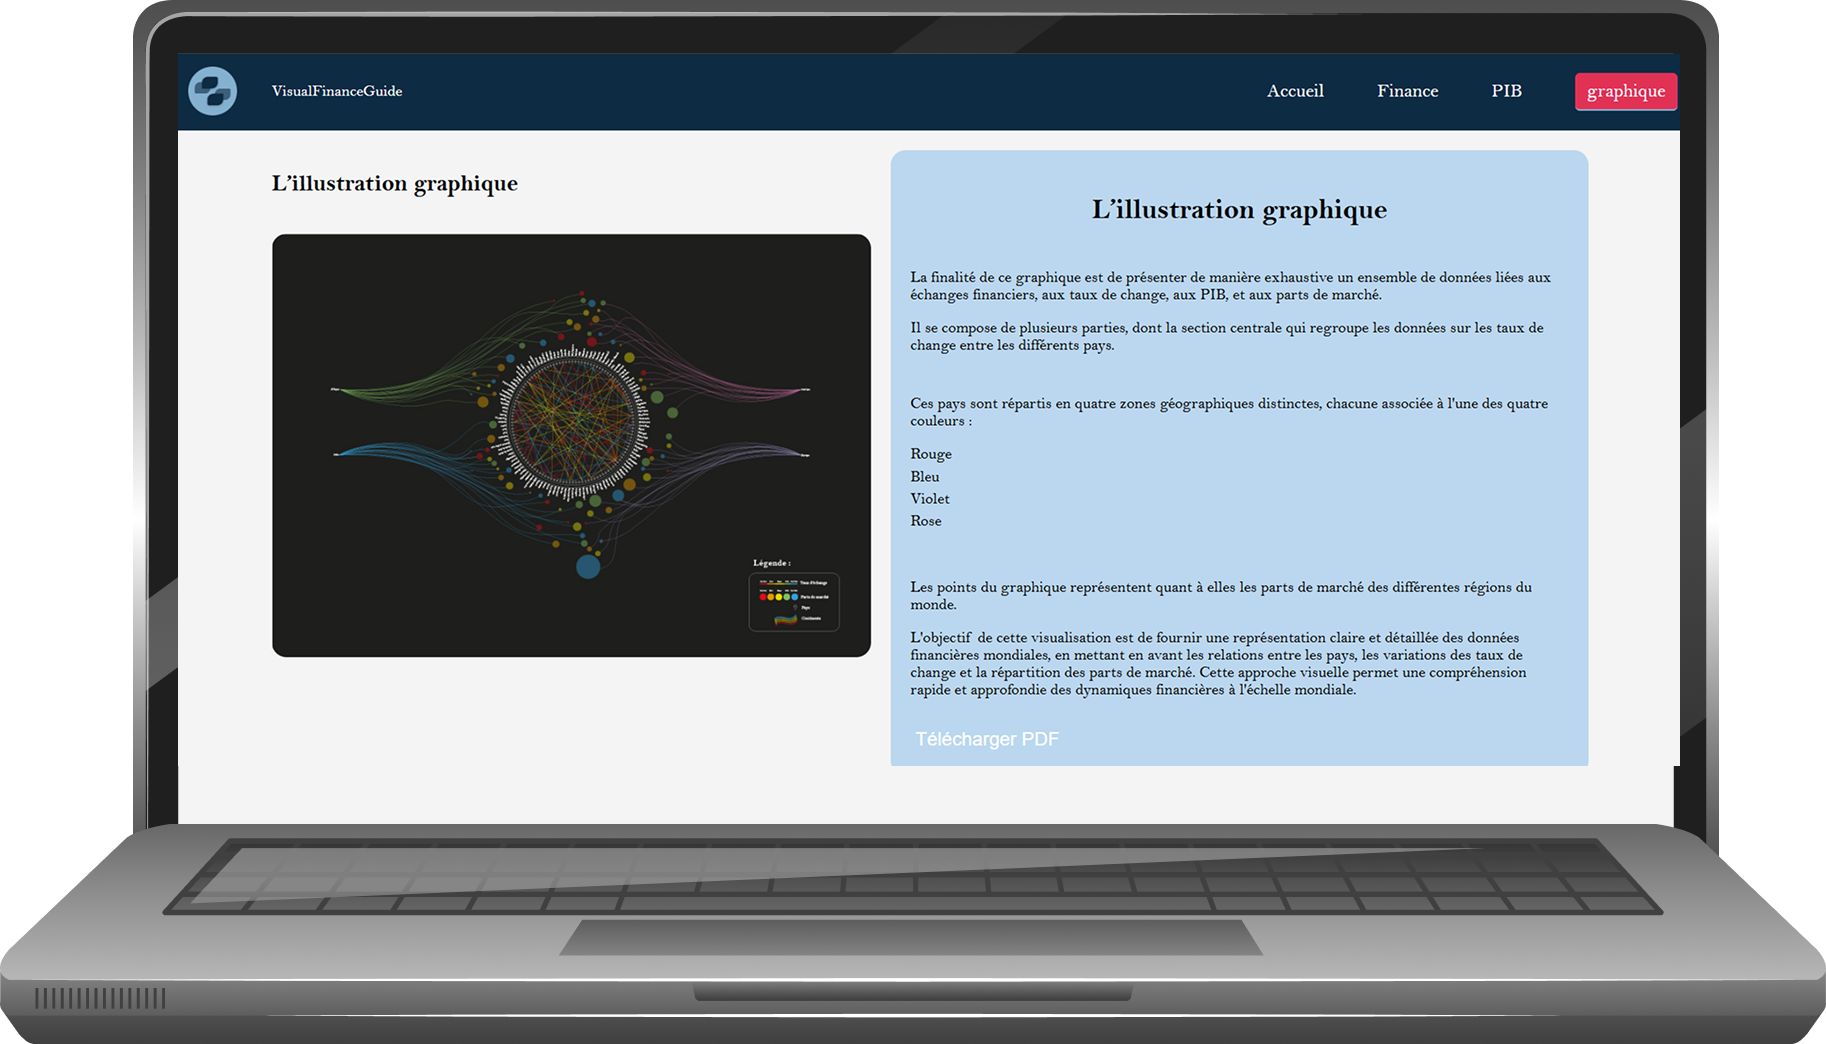 VisualFinanceGuide
Accueil
Finance
PIB
graphique
L'illustration graphique
Légende :
Parts de marché
Pays
Continents
L'illustration graphique
La finalité de ce graphique est de présenter de manière exhaustive un ensemble de données liées aux
échanges financiers, aux taux de change, aux PIB, et aux parts de marché.
Il se compose de plusieurs parties, dont la section centrale qui regroupe les données sur les taux de
change entre les différents pays.
Ces pays sont répartis en quatre zones géographiques distinctes, chacune associée à l'une des quatre
couleurs :
Rouge
Bleu
Violet
Rose
Les points du graphique représentent quant à elles les parts de marché des différentes régions du
monde.
L'objectif  de cette visualisation est de fournir une représentation claire et détaillée des données
financières mondiales, en mettant en avant les relations entre les pays, les variations des taux de
change et la répartition des parts de marché. Cette approche visuelle permet une compréhension
rapide et approfondie des dynamiques financières à l'échelle mondiale.
Télécharger PDF